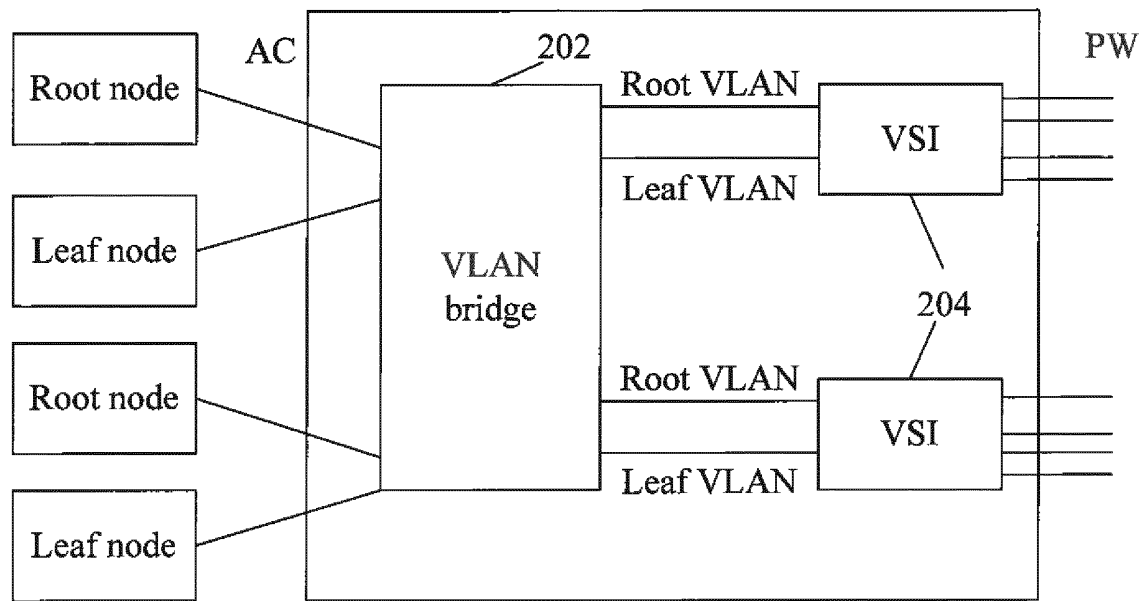 AC
202
PW
Root node
Root VLAN
VSI
Leaf node
Leaf VLAN
VLAN
bridge
204
Root node
Root VLAN
VSI
Leaf node
Leaf VLAN